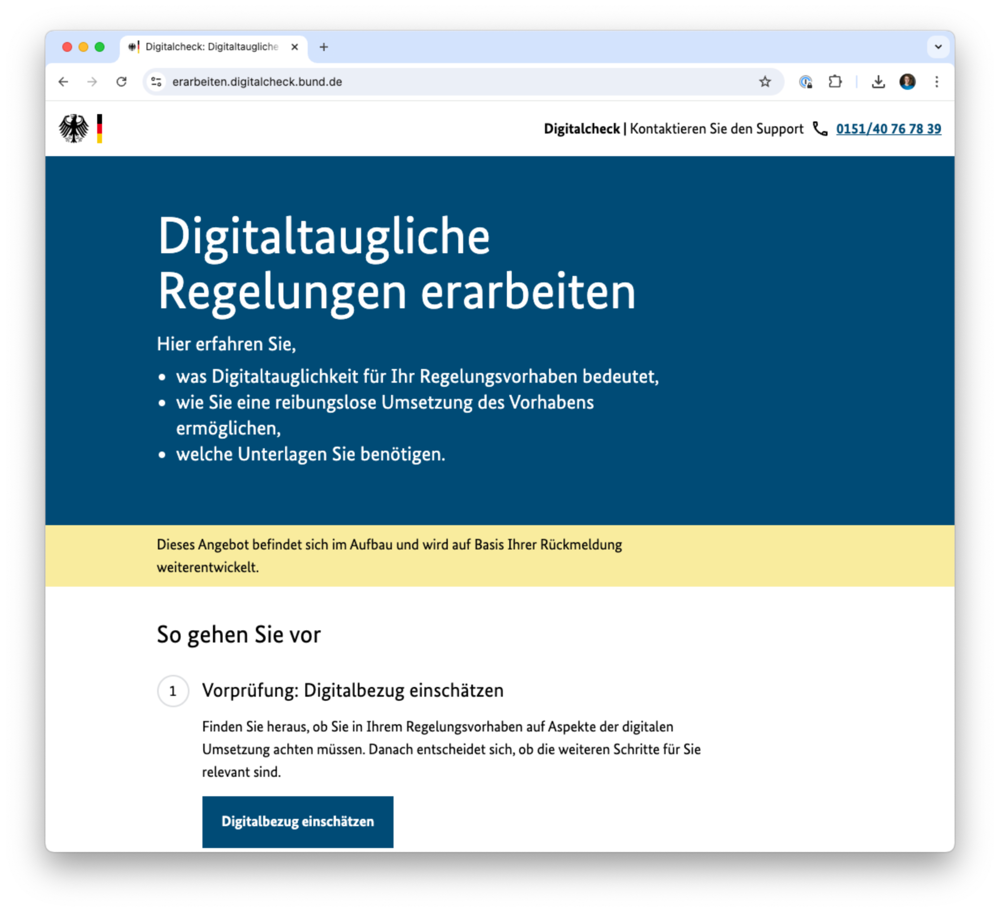 Digitalcheck: Digitaltaugliche
erarbeiten.digitalcheck.bund.de
Digitalcheck | Kontaktieren Sie den Support 0151/40 76 78 39
Digitaltaugliche
Regelungen erarbeiten
Hier erfahren Sie,
• was Digitaltauglichkeit für Ihr Regelungsvorhaben bedeutet,
• wie Sie eine reibungslose Umsetzung des Vorhabens
ermöglichen,
• welche Unterlagen Sie benötigen.
Dieses Angebot befindet sich im Aufbau und wird auf Basis Ihrer Rückmeldung
weiterentwickelt.
So gehen Sie vor
1 Vorprüfung: Digitalbezug einschätzen
Finden Sie heraus, ob Sie in Ihrem Regelungsvorhaben auf Aspekte der digitalen
Umsetzung achten müssen. Danach entscheidet sich, ob die weiteren Schritte für Sie
relevant sind.
Digitalbezug einschätzen